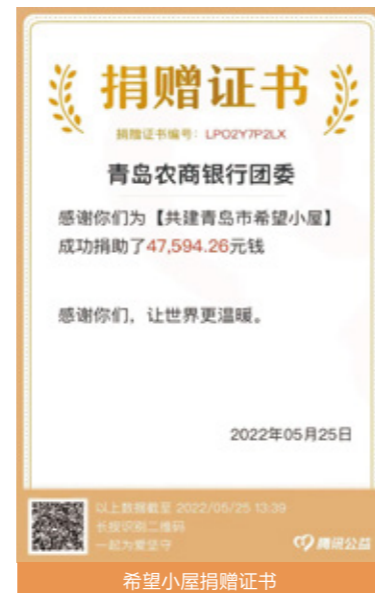 捐赠证书
捐赠证书编号：LPO2Y7P2LX
青岛农商银行团委
感谢你们为【共建青岛市希望小屋】
成功捐助了47,594.26元钱
感谢你们，让世界更温暖。
2022年05月25日
以上数据截至 2022/05/25 13:39
长按识别二维码
一起为爱坚守
腾讯公益
希望小屋捐赠证书